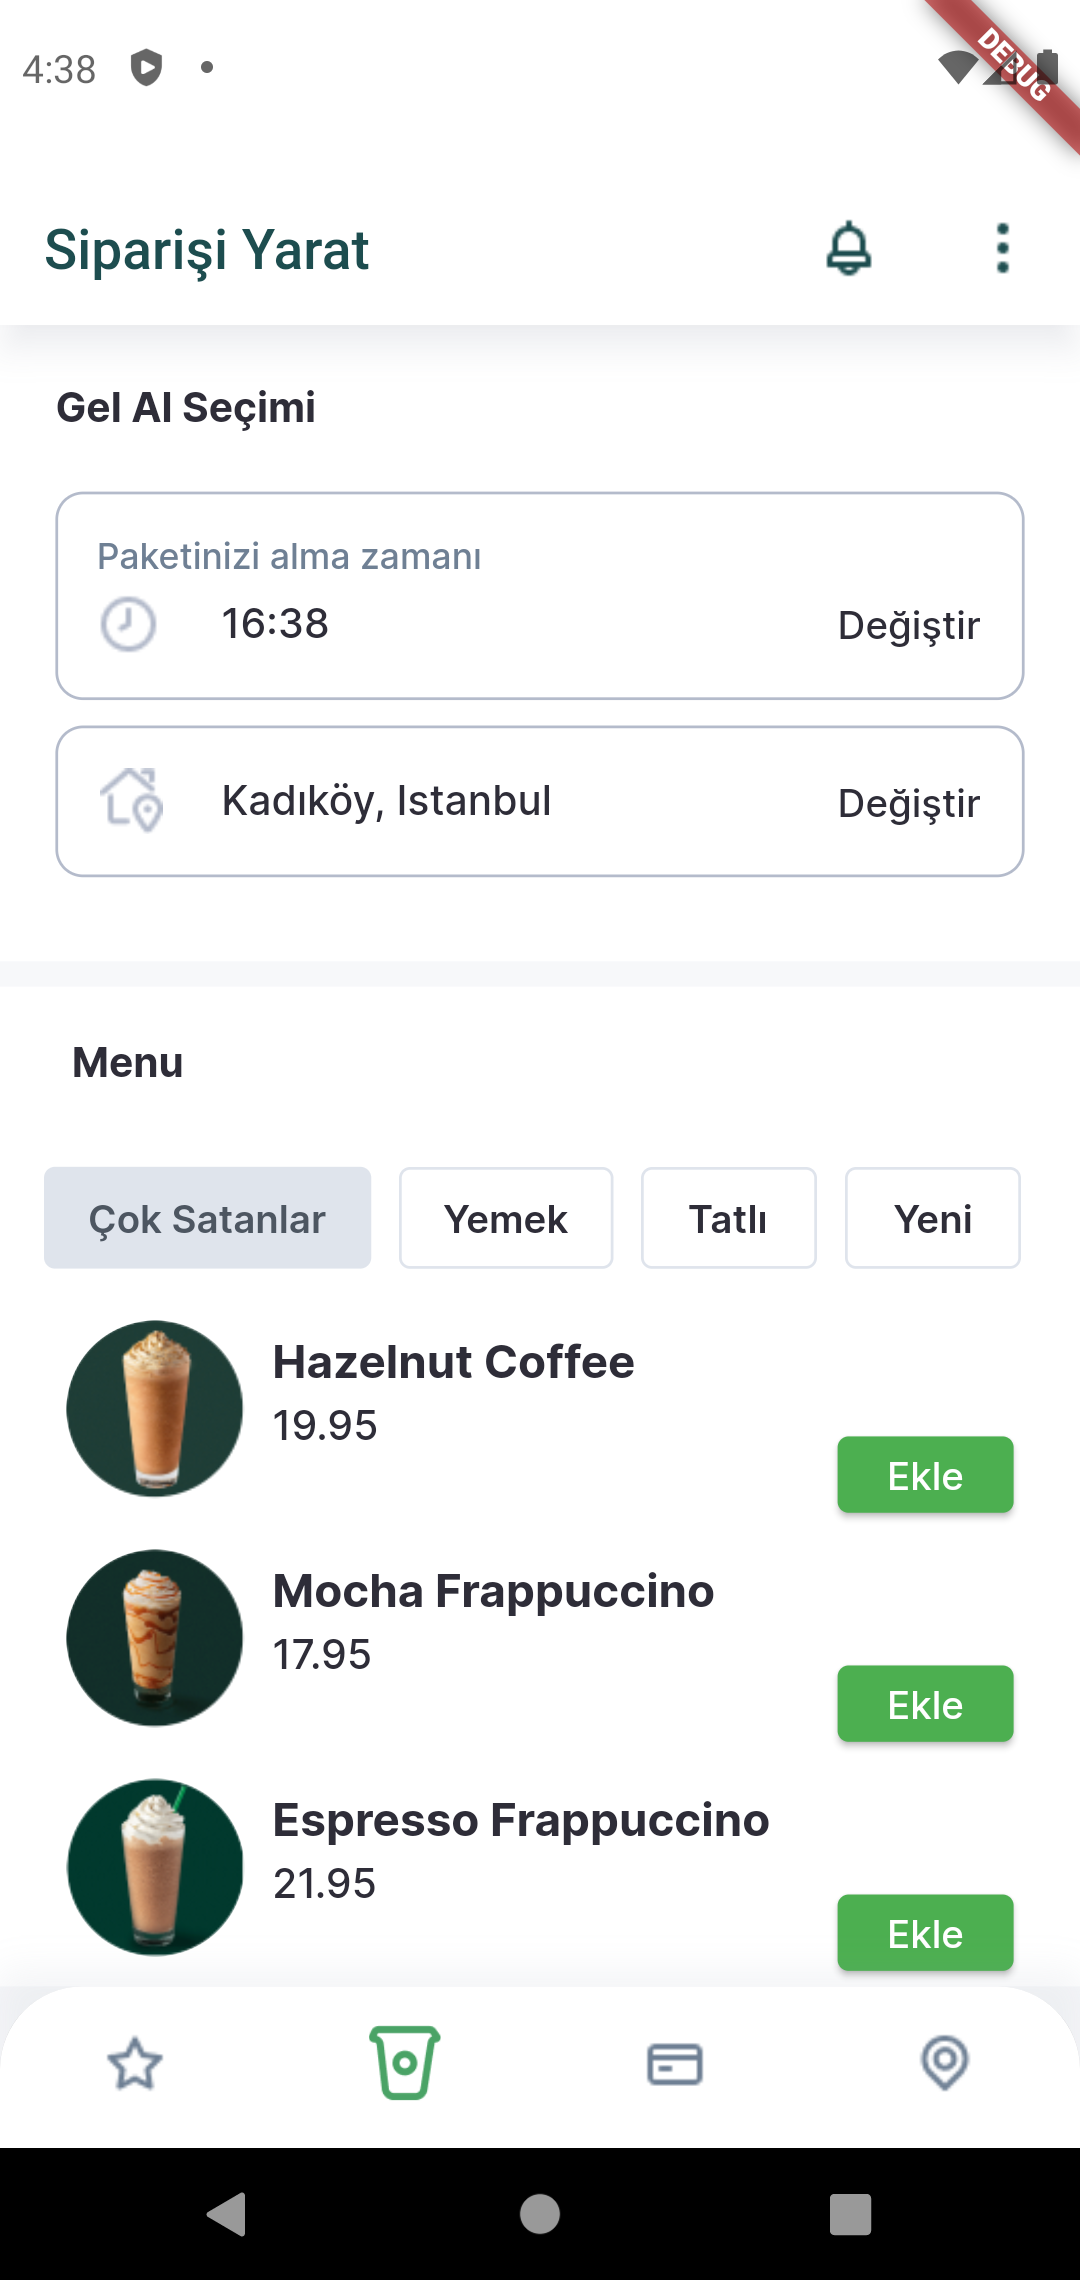 4:38
DEBUG
Siparişi Yarat
Gel Al Seçimi
Paketinizi alma zamanı
16:38 Değiştir
Kadıköy, Istanbul Değiştir
Menu
Çok Satanlar Yemek Tatlı Yeni
Hazelnut Coffee
19.95
Ekle
Mocha Frappuccino
17.95
Ekle
Espresso Frappuccino
21.95
Ekle